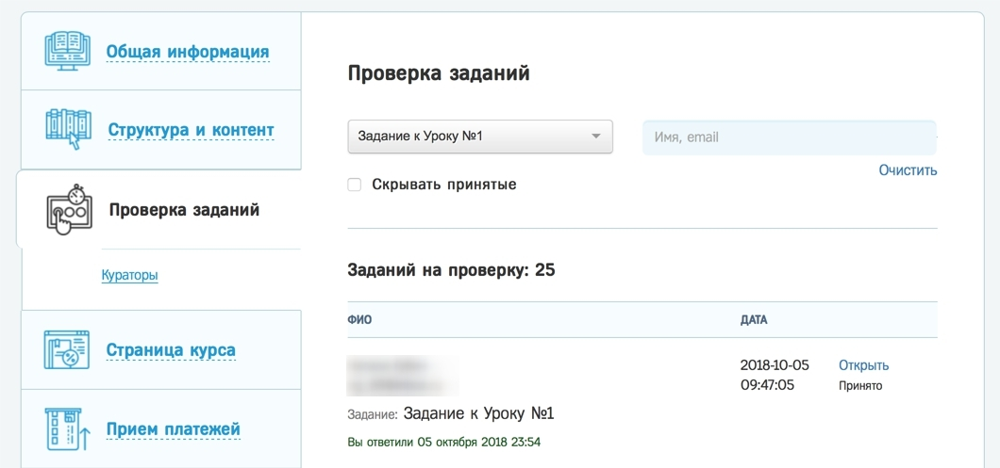 Общая информация
Структура и контент
Проверка заданий
Кураторы
Страница курса
Прием платежей
Проверка заданий
Задание к Уроку №1
Имя, email
Очистить
Скрывать принятые
Заданий на проверку: 25
ФИО ДАТА
2018-10-05 Открыть
09:47:05 Принято
Задание: Задание к Уроку №1
Вы ответили 05 октября 2018 23:54